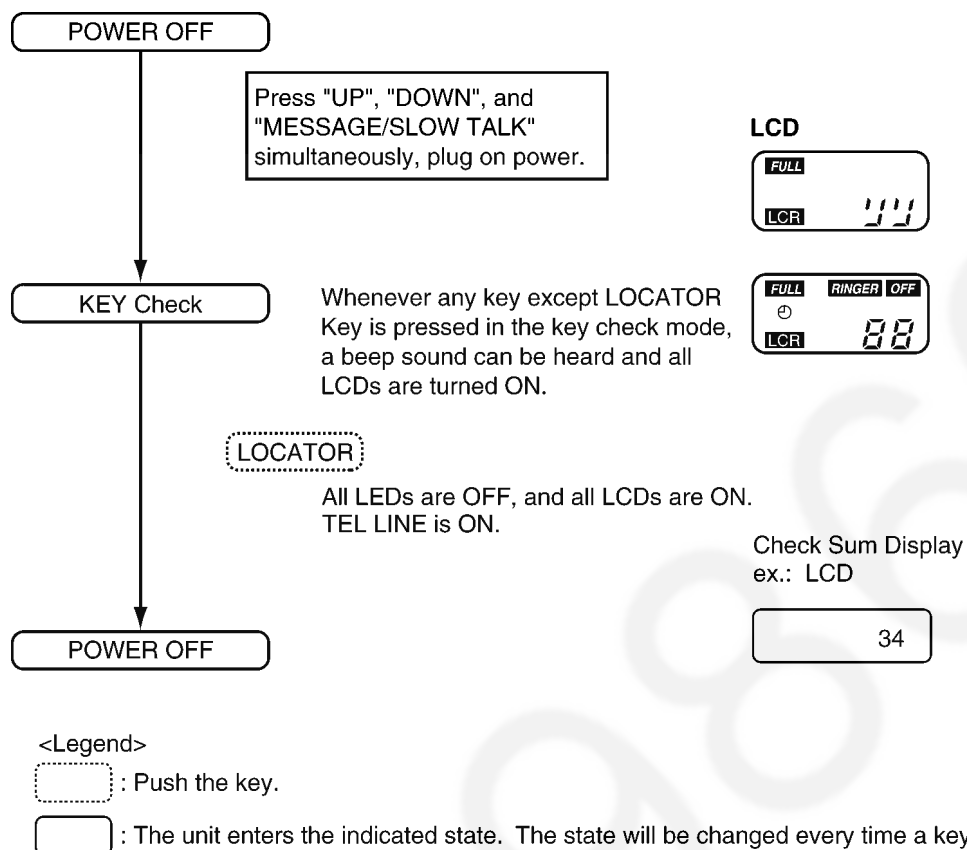 POWER OFF
Press "UP", "DOWN", and
"MESSAGE/SLOW TALK"
simultaneously, plug on power.
LCD
FULL
LCR
KEY Check
Whenever any key except LOCATOR
Key is pressed in the key check mode,
a beep sound can be heard and all
LCDs are turned ON.
FULL RINGER OFF
LCR 88
LOCATOR
All LEDs are OFF, and all LCDs are ON.
TEL LINE is ON.
Check Sum Display
ex.: LCD
34
POWER OFF
<Legend>
: Push the key.
: The unit enters the indicated state. The state will be changed every time a key